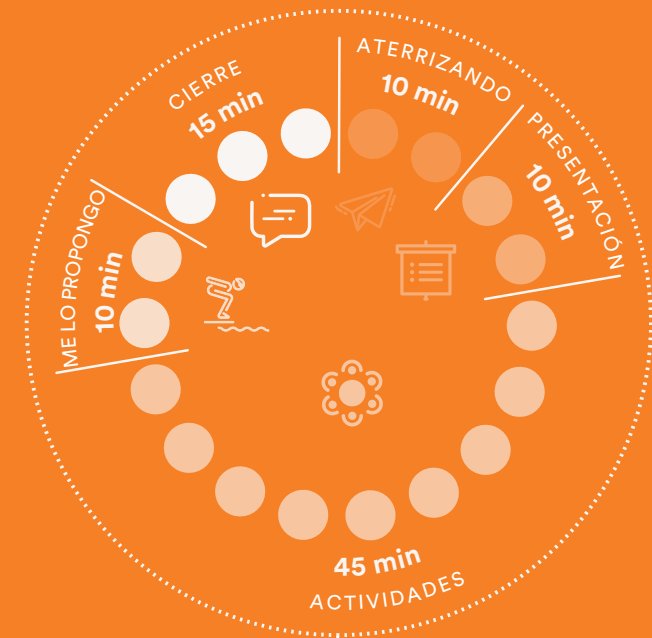 ATERRIZANDO
10 min
PRESENTACIÓN
10 min
45 min
ACTIVIDADES
ME LO PROPONGO
10 min
CIERRE
15 min